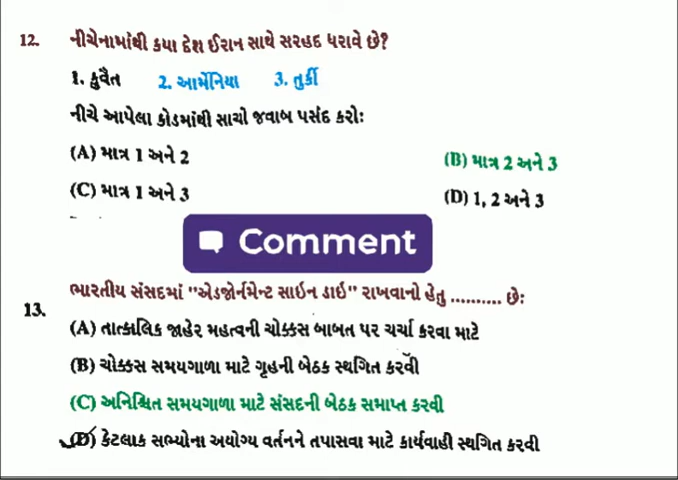 12. નીચેનામાંથી કયા દેશ ઈરાન સાથે સરહદ ધરાવે છે?
1. કુવૈત 2. આર્મેનિયા 3. તુર્કી
નીચે આપેલા કોડમાંથી સાચો જવાબ પસંદ કરો:
(A) માત્ર 1 અને 2 (B) માત્ર 2 અને 3
(C) માત્ર 1 અને 3 (D) 1, 2 અને 3
Comment
13. ભારતીય સંસદમાં "એડજોર્નમેન્ટ સાઇન ડાઇ" રાખવાનો હેતુ .......... છે:
(A) તાત્કાલિક જાહેર મહત્વની ચોક્કસ બાબત પર ચર્ચા કરવા માટે
(B) ચોક્કસ સમયગાળા માટે ગૃહની બેઠક સ્થગિત કરવી
(C) અનિશ્ચિત સમયગાળા માટે સંસદની બેઠક સમાપ્ત કરવી
(D) કેટલાક સભ્યોના અયોગ્ય વર્તનને તપાસવા માટે કાર્યવાહી સ્થગિત કરવી